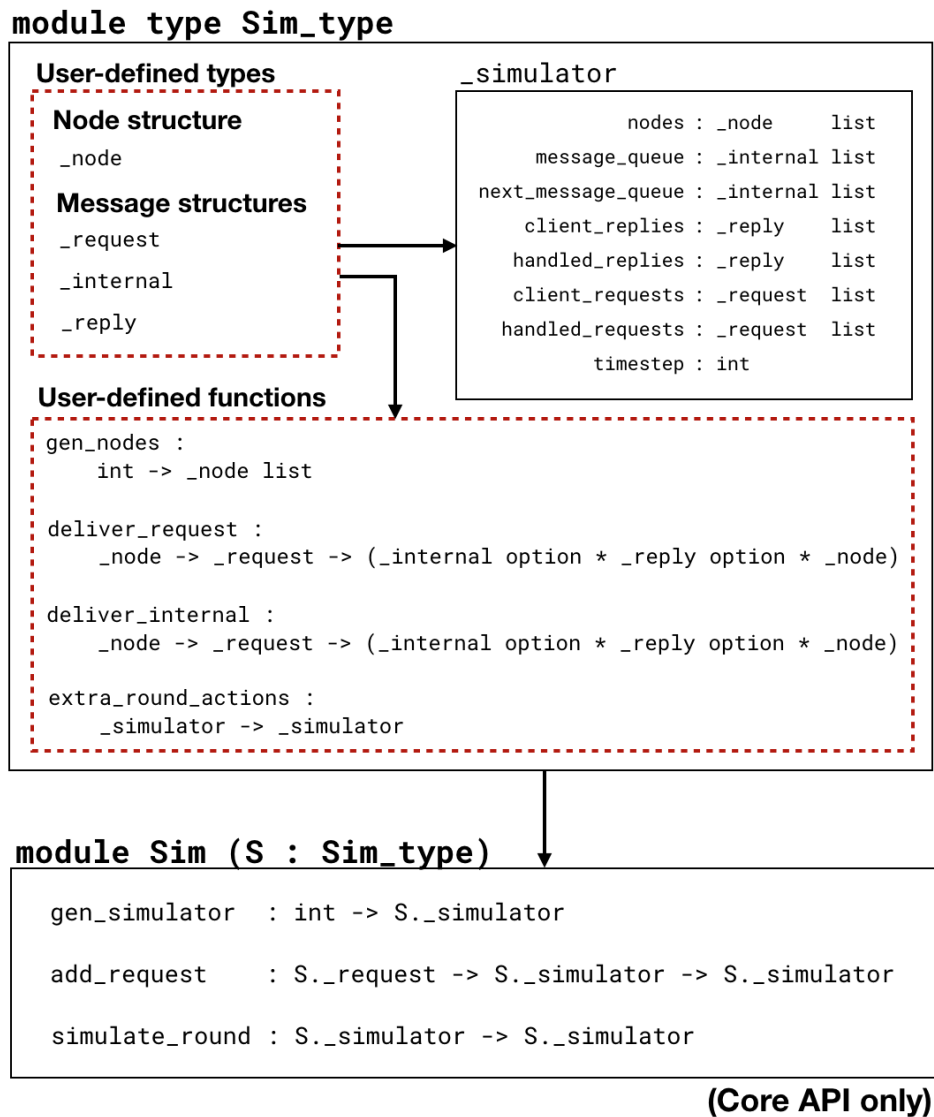 module type Sim_type
User-defined types
Node structure
_node
Message structures
_request
_internal
_reply
_simulator
nodes : _node list
message_queue : _internal list
next_message_queue : _internal list
client_replies : _reply list
handled_replies : _reply list
client_requests : _request list
handled_requests : _request list
timestep : int
User-defined functions
gen_nodes :
int -> _node list
deliver_request :
_node -> _request -> (_internal option * _reply option * _node)
deliver_internal :
_node -> _request -> (_internal option * _reply option * _node)
extra_round_actions :
_simulator -> _simulator
module Sim (S : Sim_type)
gen_simulator : int -> S._simulator
add_request : S._request -> S._simulator -> S._simulator
simulate_round : S._simulator -> S._simulator
(Core API only)